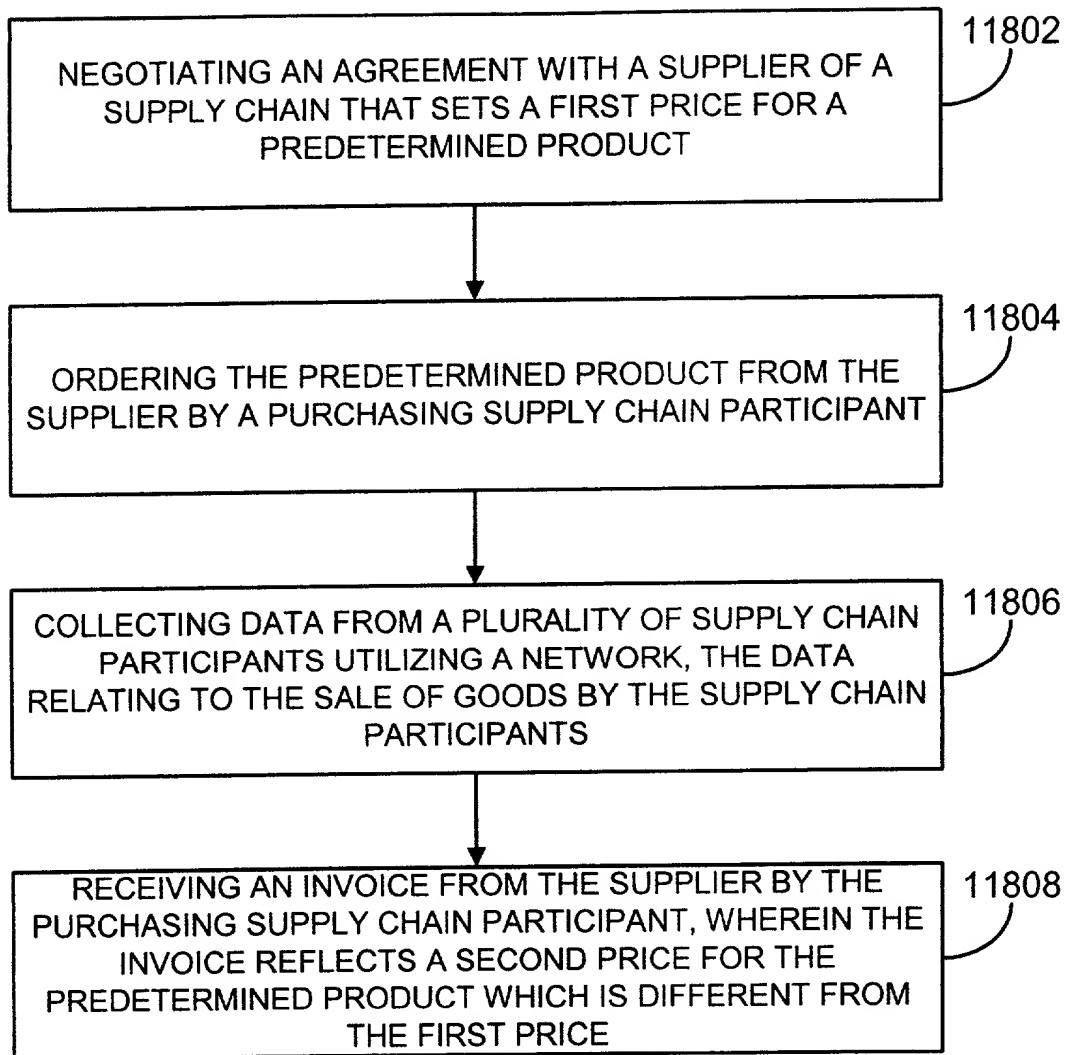 11802
NEGOTIATING AN AGREEMENT WITH A SUPPLIER OF A
SUPPLY CHAIN THAT SETS A FIRST PRICE FOR A
PREDETERMINED PRODUCT
11804
ORDERING THE PREDETERMINED PRODUCT FROM THE
SUPPLIER BY A PURCHASING SUPPLY CHAIN PARTICIPANT
11806
COLLECTING DATA FROM A PLURALITY OF SUPPLY CHAIN
PARTICIPANTS UTILIZING A NETWORK, THE DATA
RELATING TO THE SALE OF GOODS BY THE SUPPLY CHAIN
PARTICIPANTS
11808
RECEIVING AN INVOICE FROM THE SUPPLIER BY THE
PURCHASING SUPPLY CHAIN PARTICIPANT, WHEREIN THE
INVOICE REFLECTS A SECOND PRICE FOR THE
PREDETERMINED PRODUCT WHICH IS DIFFERENT FROM
THE FIRST PRICE